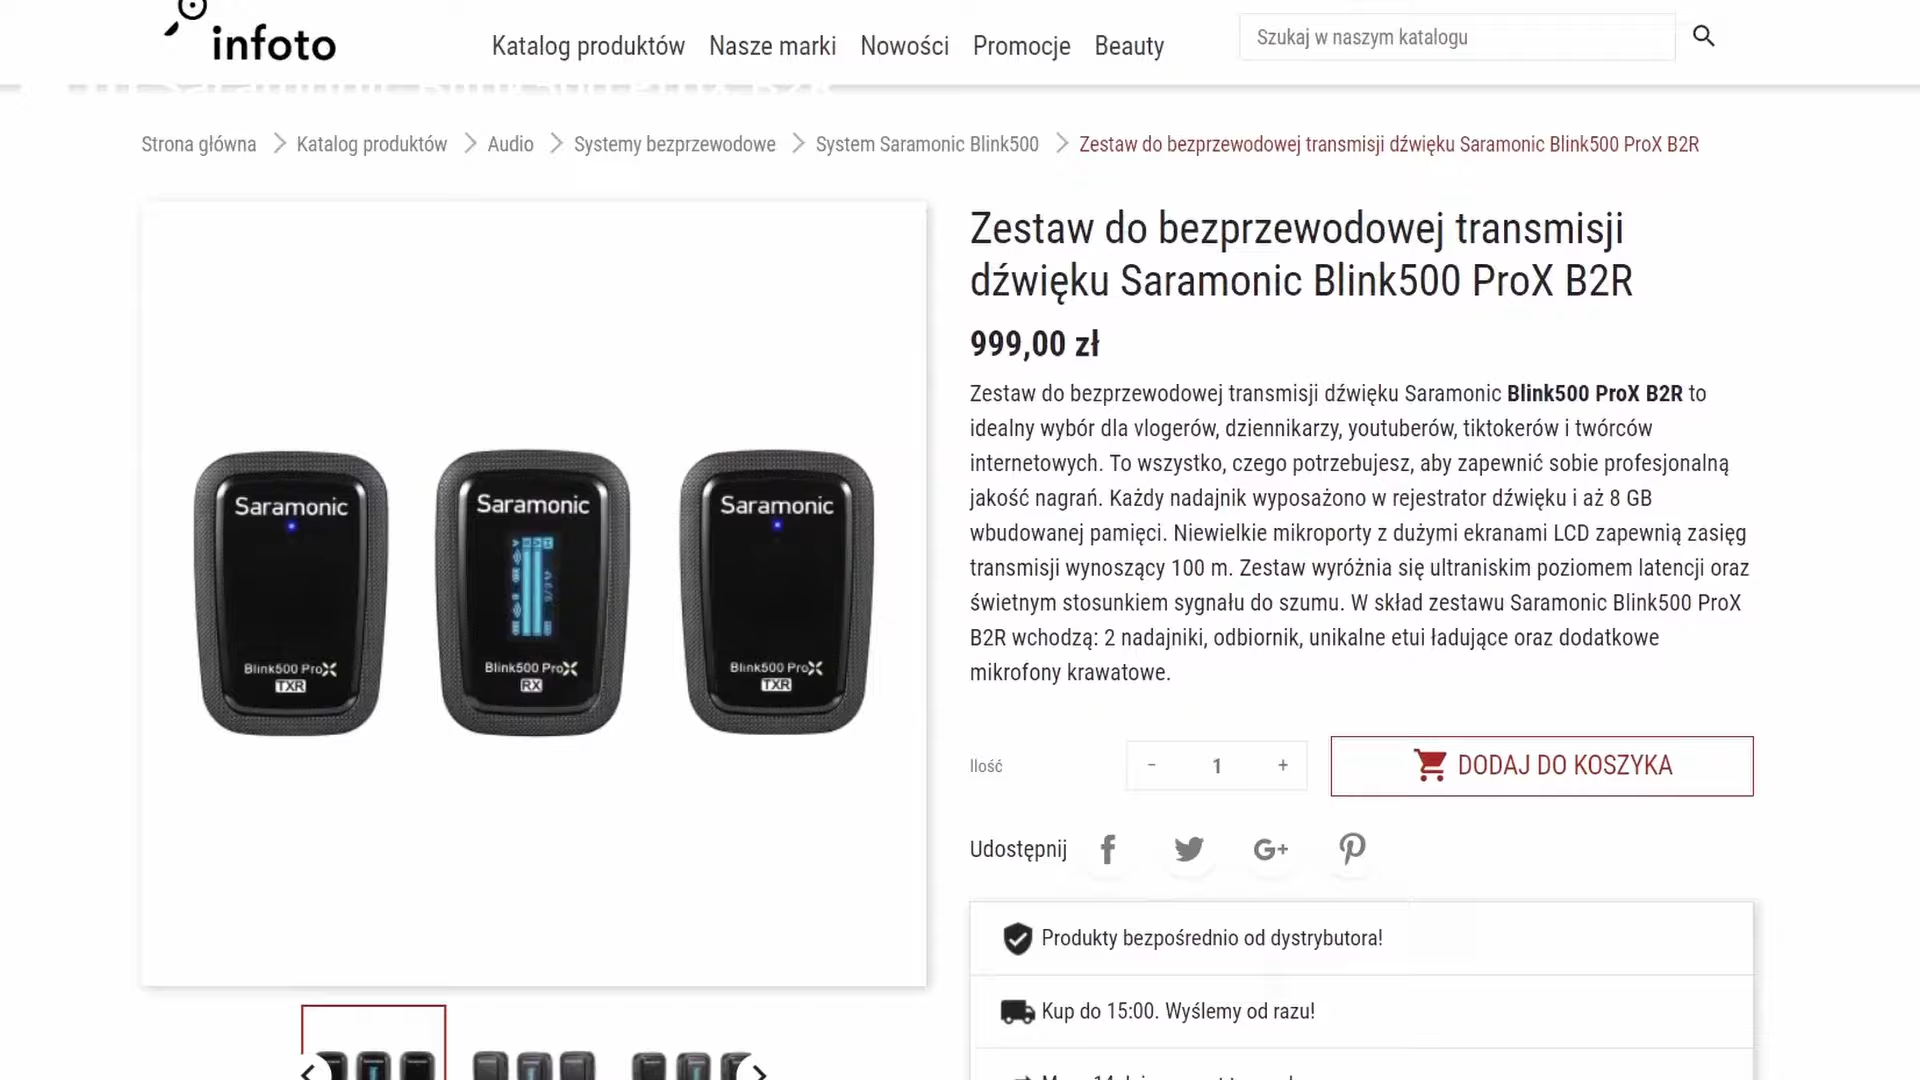 infoto
Katalog produktów Nasze marki Nowości Promocje Beauty
Szukaj w naszym katalogu
Strona główna Katalog produktów Audio Systemy bezprzewodowe System Saramonic Blink500 Zestaw do bezprzewodowej transmisji dźwięku Saramonic Blink500 ProX B2R
Zestaw do bezprzewodowej transmisji
dźwięku Saramonic Blink500 ProX B2R
999,00 zł
Zestaw do bezprzewodowej transmisji dźwięku Saramonic Blink500 ProX B2R to
idealny wybór dla vlogerów, dziennikarzy, youtuberów, tiktokerów i twórców
internetowych. To wszystko, czego potrzebujesz, aby zapewnić sobie profesjonalną
jakość nagrań. Każdy nadajnik wyposażono w rejestrator dźwięku i aż 8 GB
wbudowanej pamięci. Niewielkie mikroporty z dużymi ekranami LCD zapewnią zasięg
transmisji wynoszący 100 m. Zestaw wyróżnia się ultraniskim poziomem latencji oraz
świetnym stosunkiem sygnału do szumu. W skład zestawu Saramonic Blink500 ProX
B2R wchodzą: 2 nadajniki, odbiornik, unikalne etui ładujące oraz dodatkowe
mikrofony krawatowe.
Saramonic Saramonic Saramonic
Blink500 ProX Blink500 ProX Blink500 ProX
TXR RX TXR
Ilość - 1 + DODAJ DO KOSZYKA
Udostępnij
Produkty bezpośrednio od dystrybutora!
Kup do 15:00. Wyślemy od razu!